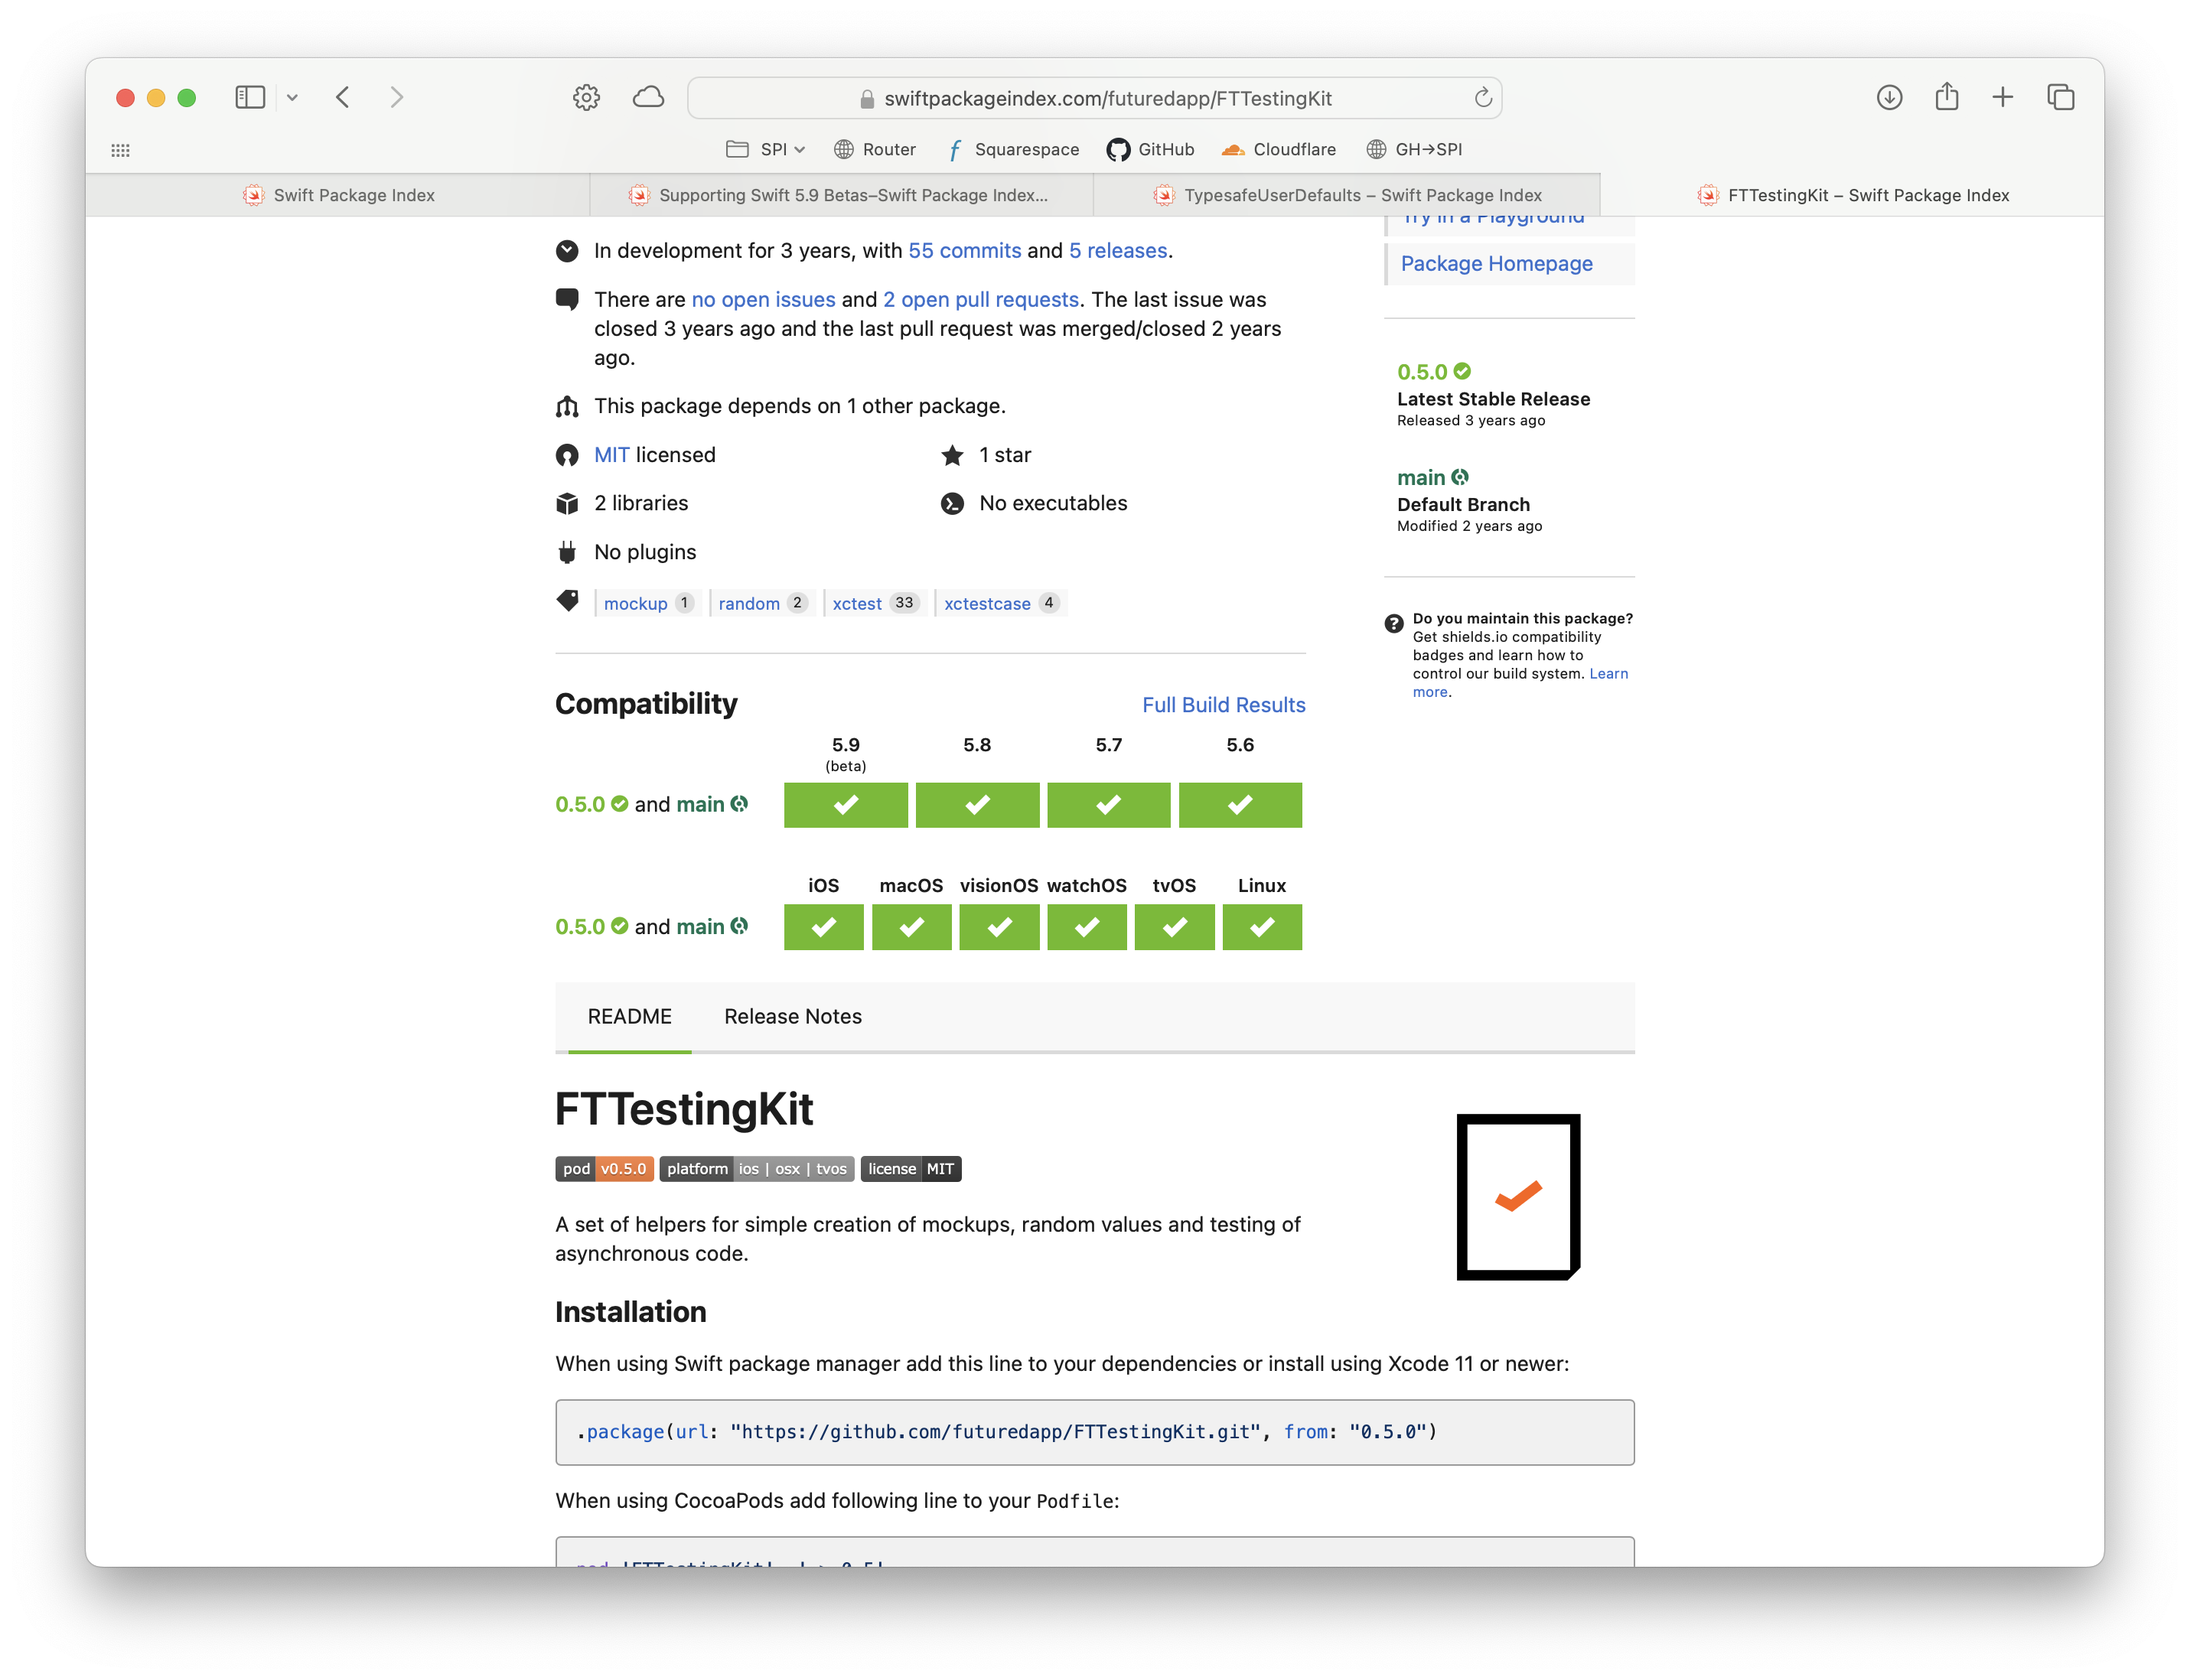 swiftpackageindex.com/futuredapp/FTTestingKit
SPI Router Squarespace GitHub Cloudflare GH→SPI
Swift Package Index
Supporting Swift 5.9 Betas–Swift Package Index...
TypesafeUserDefaults – Swift Package Index
FTTestingKit – Swift Package Index
In development for 3 years, with 55 commits and 5 releases.
There are no open issues and 2 open pull requests. The last issue was
closed 3 years ago and the last pull request was merged/closed 2 years
ago.
This package depends on 1 other package.
MIT licensed
1 star
2 libraries
No executables
No plugins
mockup 1 random 2 xctest 33 xctestcase 4
Try in a Playground
Package Homepage
0.5.0
Latest Stable Release
Released 3 years ago
main
Default Branch
Modified 2 years ago
Do you maintain this package?
Get shields.io compatibility
badges and learn how to
control our build system. Learn
more.
Compatibility
Full Build Results
5.9 5.8 5.7 5.6
(beta)
0.5.0 and main
iOS macOS visionOS watchOS tvOS Linux
0.5.0 and main
README Release Notes
FTTestingKit
pod v0.5.0 platform ios | osx | tvos license MIT
A set of helpers for simple creation of mockups, random values and testing of
asynchronous code.
Installation
When using Swift package manager add this line to your dependencies or install using Xcode 11 or newer:
.package(url: "https://github.com/futuredapp/FTTestingKit.git", from: "0.5.0")
When using CocoaPods add following line to your Podfile: